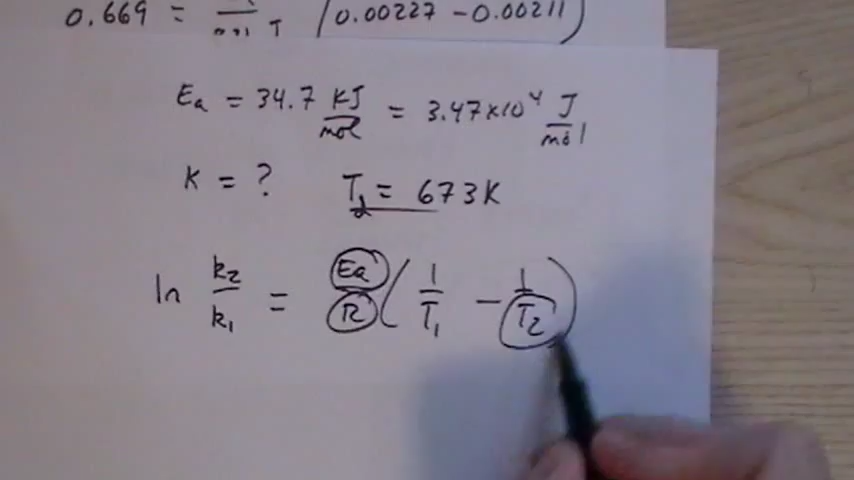 0.669 = / mol T (0.00227 - 0.00211)
Ea = 34.7 KJ/mol = 3.47 x 10^4 J/mol
K = ? T2 = 673K
ln k2/k1 = Ea/R (1/T1 - 1/T2)